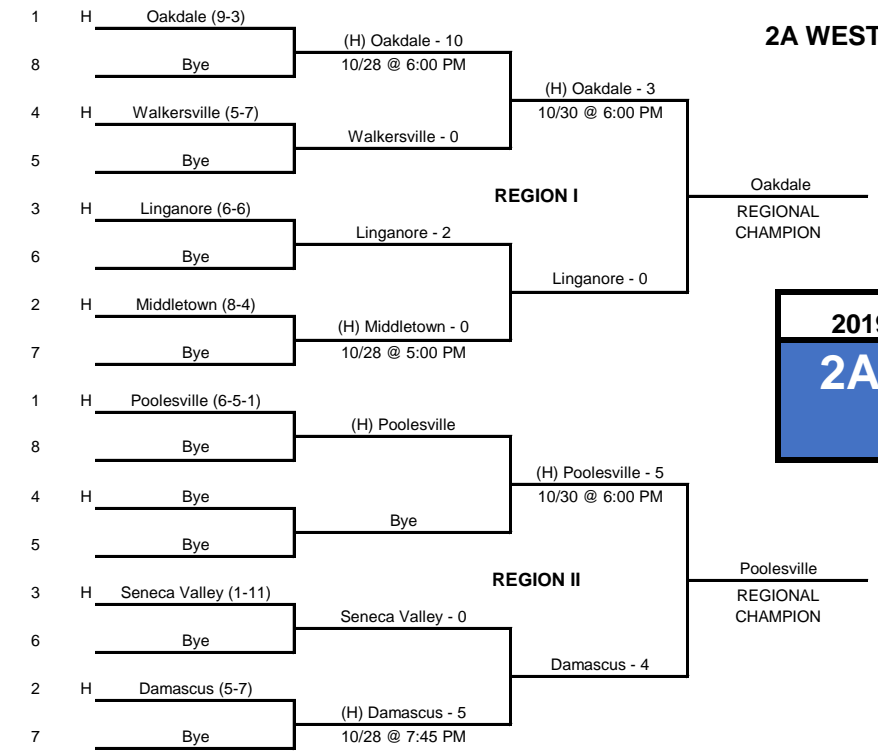 1 H Oakdale (9-3)
(H) Oakdale - 10
2A WEST
8 Bye
10/28 @ 6:00 PM
(H) Oakdale - 3
4 H Walkersville (5-7)
10/30 @ 6:00 PM
Walkersville - 0
5 Bye
REGION I
Oakdale
3 H Linganore (6-6)
REGIONAL
CHAMPION
Linganore - 2
6 Bye
Linganore - 0
2 H Middletown (8-4)
(H) Middletown - 0
2019
7 Bye
10/28 @ 5:00 PM
2A
1 H Poolesville (6-5-1)
(H) Poolesville
8 Bye
(H) Poolesville - 5
4 H Bye
10/30 @ 6:00 PM
Bye
5 Bye
REGION II
Poolesville
3 H Seneca Valley (1-11)
REGIONAL
CHAMPION
Seneca Valley - 0
6 Bye
Damascus - 4
2 H Damascus (5-7)
(H) Damascus - 5
7 Bye
10/28 @ 7:45 PM